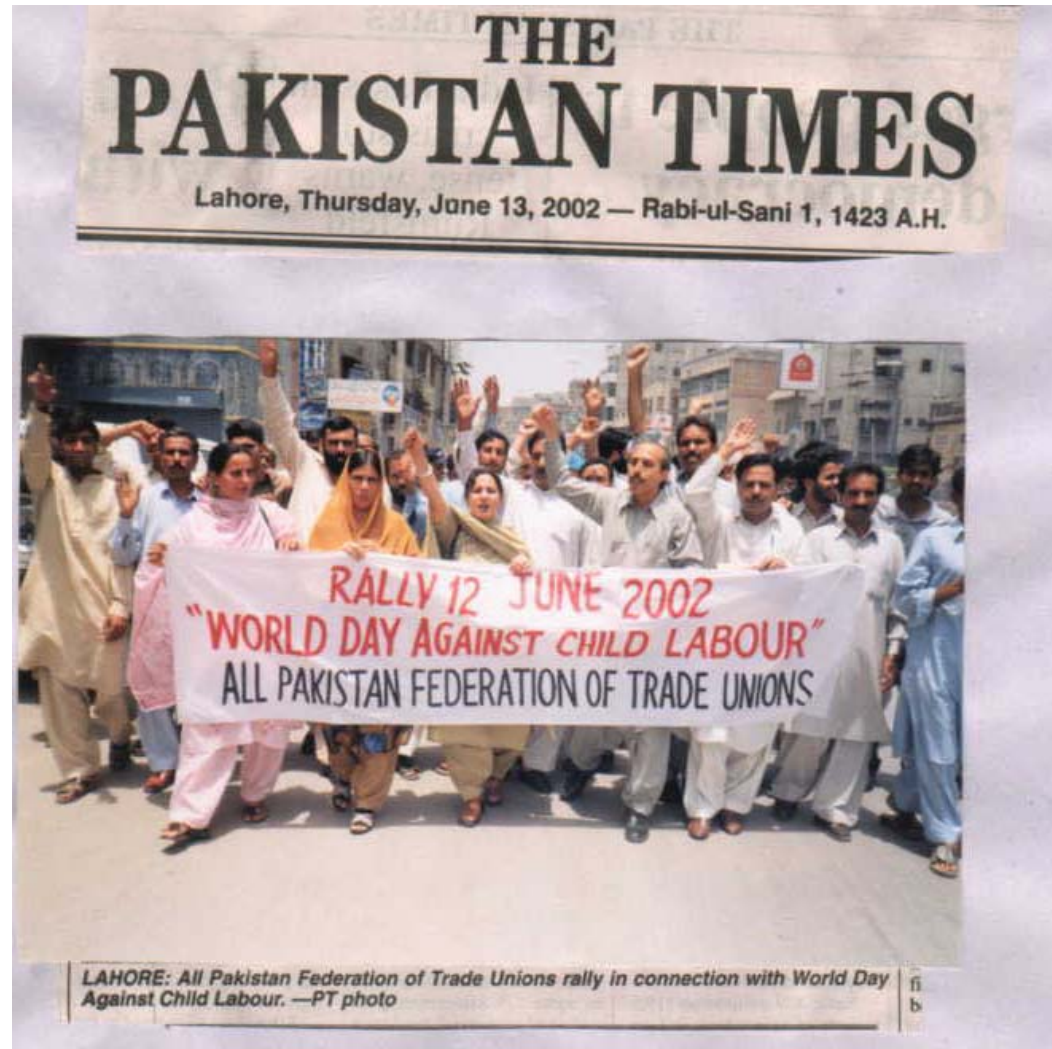 THE
PAKISTAN TIMES
Lahore, Thursday, June 13, 2002 — Rabi-ul-Sani 1, 1423 A.H.
RALLY 12 JUNE 2002
"WORLD DAY AGAINST CHILD LABOUR"
ALL PAKISTAN FEDERATION OF TRADE UNIONS
LAHORE: All Pakistan Federation of Trade Unions rally in connection with World Day
Against Child Labour. —PT photo